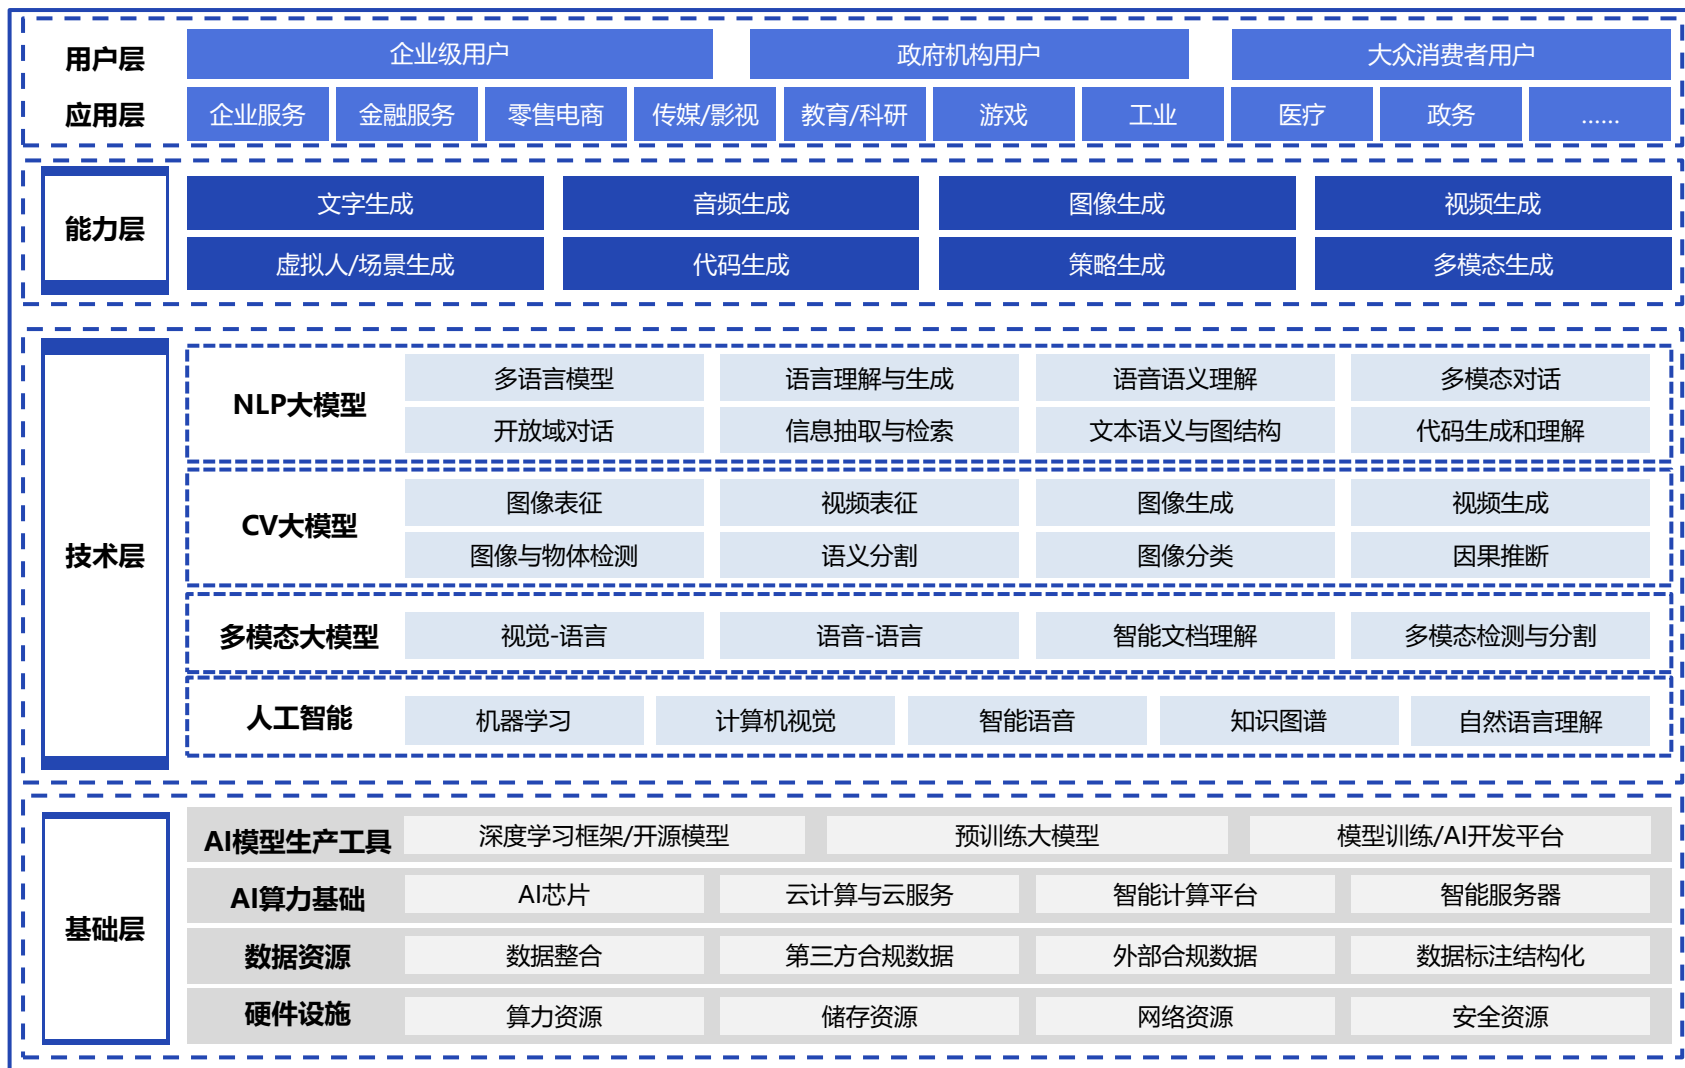 用户层
企业级用户
政府机构用户
大众消费者用户
应用层
企业服务
金融服务
零售电商
传媒/影视
教育/科研
游戏
工业
医疗
政务
……
能力层
文字生成
音频生成
图像生成
视频生成
虚拟人/场景生成
代码生成
策略生成
多模态生成
技术层
NLP大模型
多语言模型
语言理解与生成
语音语义理解
多模态对话
开放域对话
信息抽取与检索
文本语义与图结构
代码生成和理解
CV大模型
图像表征
视频表征
图像生成
视频生成
图像与物体检测
语义分割
图像分类
因果推断
多模态大模型
视觉-语言
语音-语言
智能文档理解
多模态检测与分割
人工智能
机器学习
计算机视觉
智能语音
知识图谱
自然语言理解
基础层
AI模型生产工具
深度学习框架/开源模型
预训练大模型
模型训练/AI开发平台
AI算力基础
AI芯片
云计算与云服务
智能计算平台
智能服务器
数据资源
数据整合
第三方合规数据
外部合规数据
数据标注结构化
硬件设施
算力资源
储存资源
网络资源
安全资源